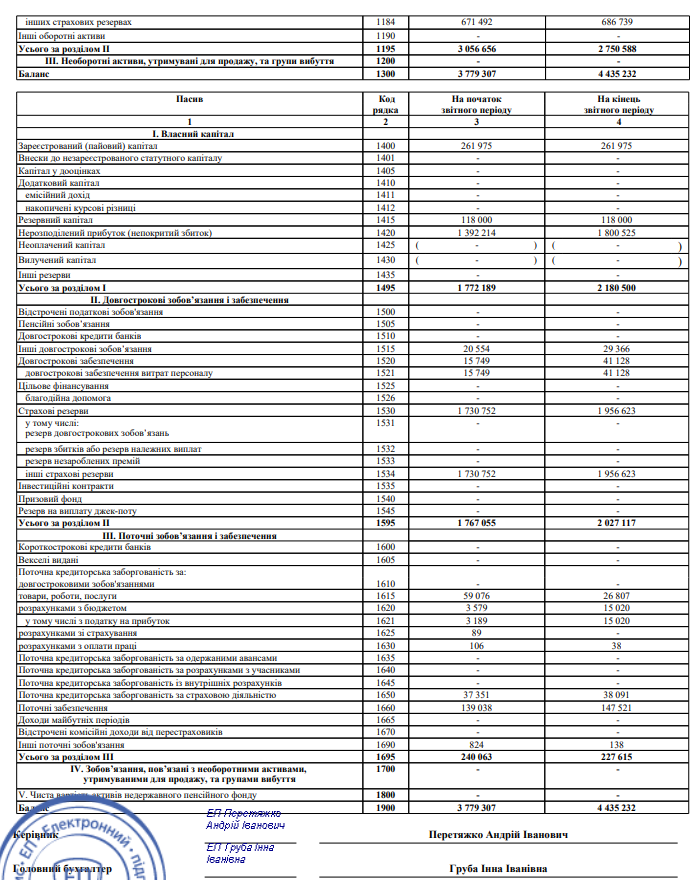 інших страхових резервах 1184 671 492 686 739
Інші оборотні активи 1190 - -
Усього за розділом II 1195 3 056 656 2 750 588
III. Необоротні активи, утримувані для продажу, та групи вибуття 1200 - -
Баланс 1300 3 779 307 4 435 232
Пасив Код рядка На початок звітного періоду На кінець звітного періоду
1 2 3 4
I. Власний капітал
Зареєстрований (пайовий) капітал 1400 261 975 261 975
Внески до незареєстрованого статутного капіталу 1401 - -
Капітал у дооцінках 1405 - -
Додатковий капітал 1410 - -
емісійний дохід 1411 - -
накопичені курсові різниці 1412 - -
Резервний капітал 1415 118 000 118 000
Нерозподілений прибуток (непокритий збиток) 1420 1 392 214 1 800 525
Неоплачений капітал 1425 ( - ) ( - )
Вилучений капітал 1430 ( - ) ( - )
Інші резерви 1435 - -
Усього за розділом I 1495 1 772 189 2 180 500
II. Довгострокові зобов’язання і забезпечення
Відстрочені податкові зобов'язання 1500 - -
Пенсійні зобов’язання 1505 - -
Довгострокові кредити банків 1510 - -
Інші довгострокові зобов’язання 1515 20 554 29 366
Довгострокові забезпечення 1520 15 749 41 128
довгострокові забезпечення витрат персоналу 1521 15 749 41 128
Цільове фінансування 1525 - -
благодійна допомога 1526 - -
Страхові резерви 1530 1 730 752 1 956 623
у тому числі: 1531
резерв довгострокових зобов’язань - -
резерв збитків або резерв належних виплат 1532 - -
резерв незароблених премій 1533 - -
інші страхові резерви 1534 1 730 752 1 956 623
Інвестиційні контракти 1535 - -
Призовий фонд 1540 - -
Резерв на виплату джек-поту 1545 - -
Усього за розділом II 1595 1 767 055 2 027 117
III. Поточні зобов’язання і забезпечення
Короткострокові кредити банків 1600 - -
Векселі видані 1605 - -
Поточна кредиторська заборгованість за:
довгостроковими зобов'язаннями 1610 - -
товари, роботи, послуги 1615 59 076 26 807
розрахунками з бюджетом 1620 3 579 15 020
у тому числі з податку на прибуток 1621 3 189 15 020
розрахунками зі страхування 1625 89 -
розрахунками з оплати праці 1630 106 38
Поточна кредиторська заборгованість за одержаними авансами 1635 - -
Поточна кредиторська заборгованість за розрахунками з учасниками 1640 - -
Поточна кредиторська заборгованість із внутрішніх розрахунків 1645 - -
Поточна кредиторська заборгованість за страховою діяльністю 1650 37 351 38 091
Поточні забезпечення 1660 139 038 147 521
Доходи майбутніх періодів 1665 - -
Відстрочені комісійні доходи від перестраховиків 1670 - -
Інші поточні зобов'язання 1690 824 138
Усього за розділом III 1695 240 063 227 615
IV. Зобов’язання, пов’язані з необоротними активами, 1700
утримуваними для продажу, та групами вибуття - -
V. Чиста вартість активів недержавного пенсійного фонду 1800 - -
Баланс 1900 3 779 307 4 435 232
ЕП Перетяжко
Андрій Іванович
Керівник Перетяжко Андрій Іванович
ЕП Груба Інна
Іванівна
Головний бухгалтер Груба Інна Іванівна
ЕП • Електронний •
ЕП